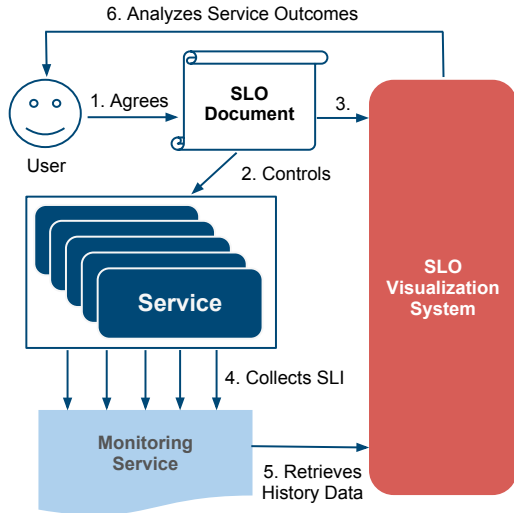 6. Analyzes Service Outcomes
1. Agrees
SLO
Document
3.
User
2. Controls
Service
SLO
Visualization
System
4. Collects SLI
Monitoring
Service
5. Retrieves
History Data